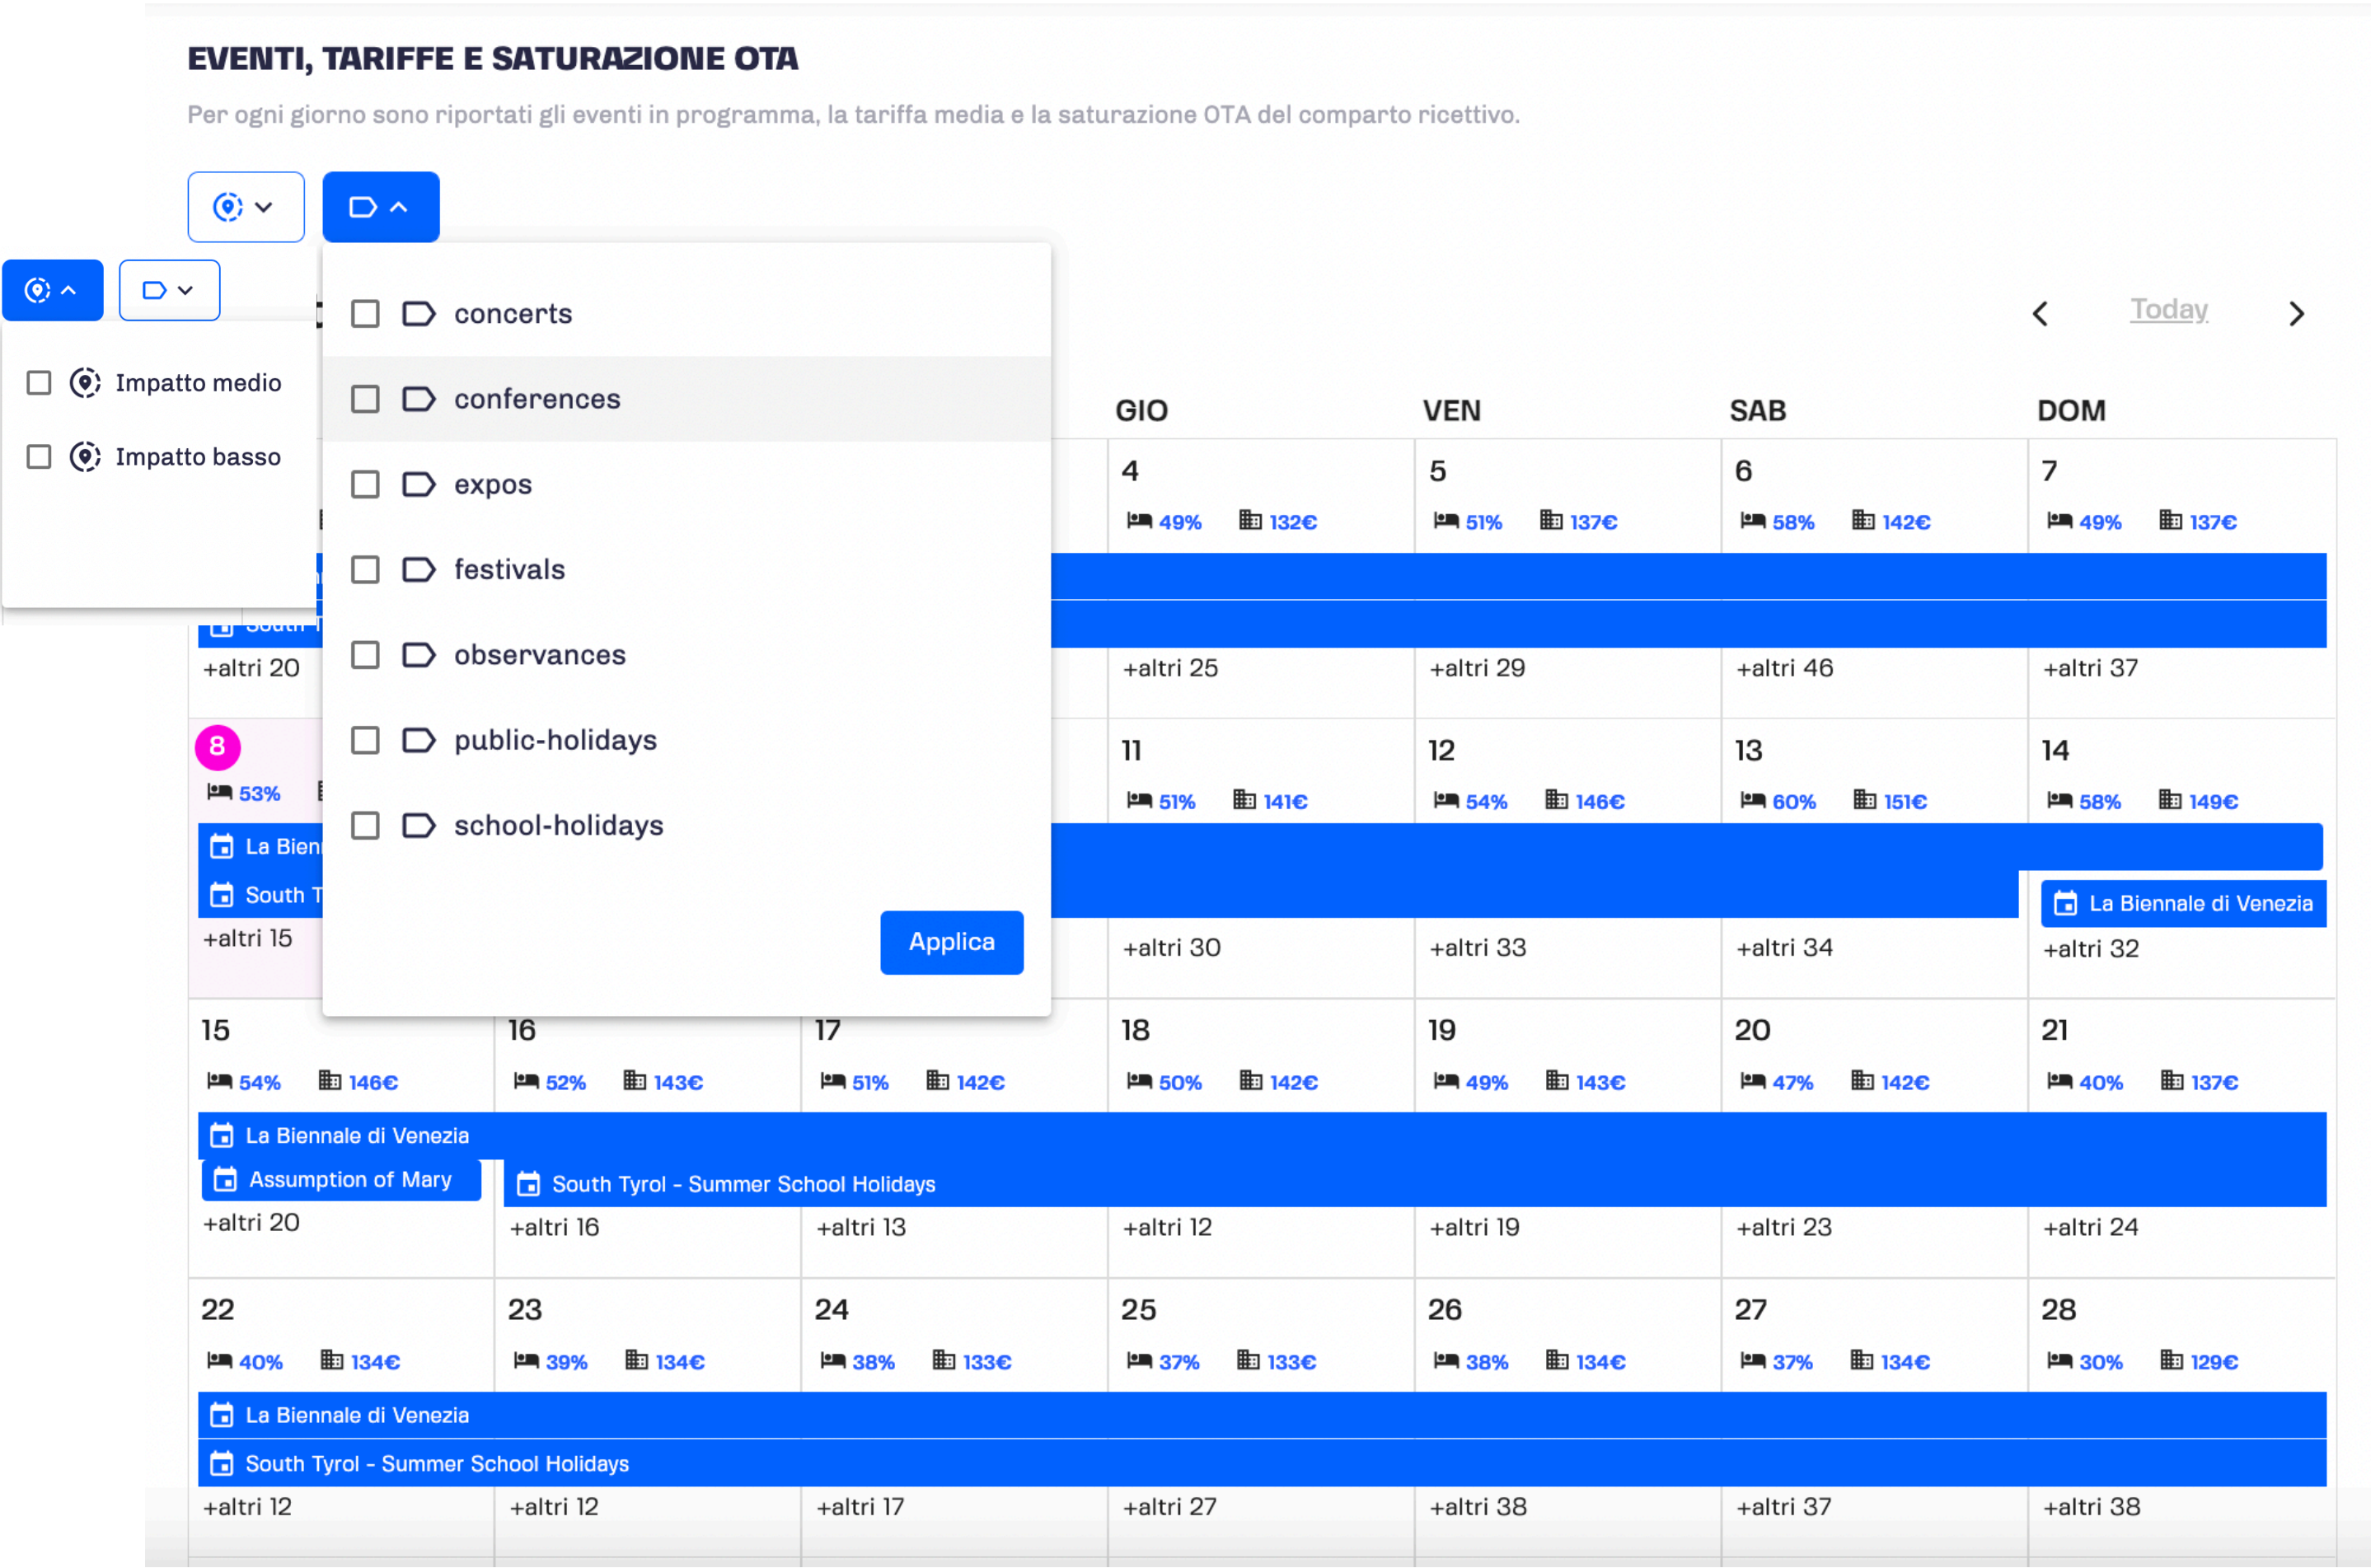 EVENTI, TARIFFE E SATURAZIONE OTA
Per ogni giorno sono riportati gli eventi in programma, la tariffa media e la saturazione OTA del comparto ricettivo.
Impatto medio
Impatto basso
concerts
conferences
expos
festivals
observances
public-holidays
school-holidays
Applica
Today
GIO VEN SAB DOM
4 5 6 7
49% 132€ 51% 137€ 58% 142€ 49% 137€
South
+altri 20 +altri 25 +altri 29 +altri 46 +altri 37
8 11 12 13 14
53% 51% 141€ 54% 146€ 60% 151€ 58% 149€
La Bien
South T La Biennale di Venezia
+altri 15 +altri 30 +altri 33 +altri 34 +altri 32
15 16 17 18 19 20 21
54% 146€ 52% 143€ 51% 142€ 50% 142€ 49% 143€ 47% 142€ 40% 137€
La Biennale di Venezia
Assumption of Mary South Tyrol - Summer School Holidays
+altri 20 +altri 16 +altri 13 +altri 12 +altri 19 +altri 23 +altri 24
22 23 24 25 26 27 28
40% 134€ 39% 134€ 38% 133€ 37% 133€ 38% 134€ 37% 134€ 30% 129€
La Biennale di Venezia
South Tyrol - Summer School Holidays
+altri 12 +altri 12 +altri 17 +altri 27 +altri 38 +altri 37 +altri 38